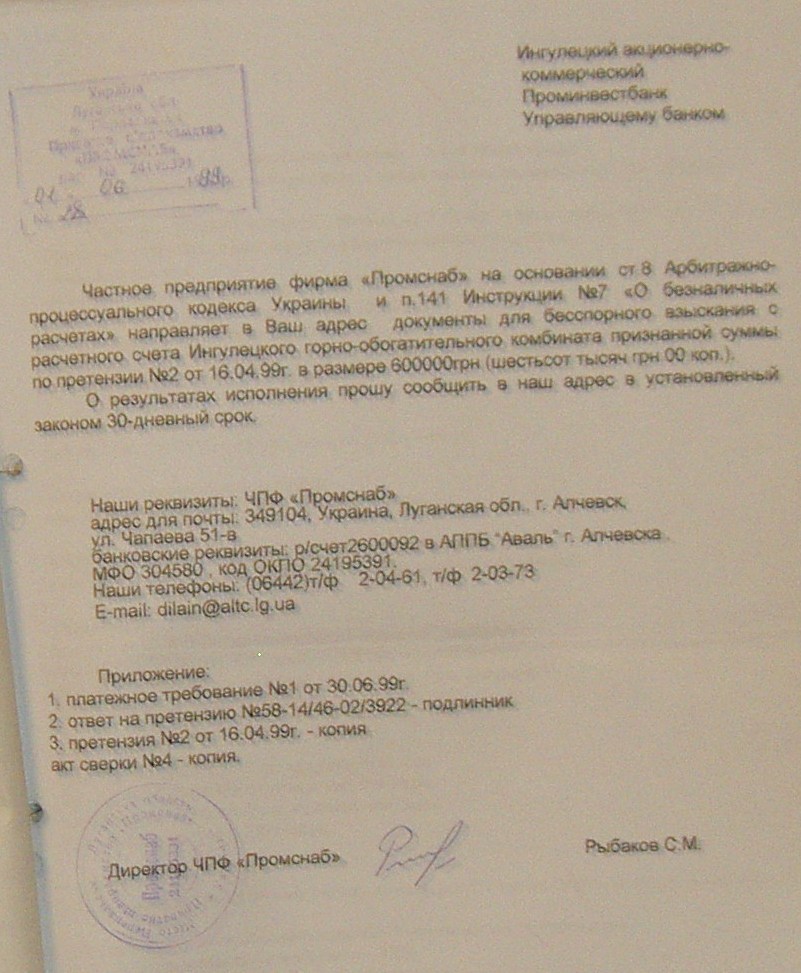 Ингулецкий акционерно-
коммерческий
Проминвестбанк
Управляющему банком
Україна
24195391
01 06 1999р.
№ 28
Частное предприятие фирма «Промснаб» на основании ст 8 Арбитражно-
процессуального кодекса Украины и п.141 Инструкции №7 «О безналичных
расчетах» направляет в Ваш адрес документы для бесспорного взыскания с
расчетного счета Ингулецкого горно-обогатительного комбината признанной суммы
по претензии №2 от 16.04.99г. в размере 600000грн (шестьсот тысяч грн 00 коп.).
О результатах исполнения прошу сообщить в наш адрес в установленный
законом 30-дневный срок.
Наши реквизиты: ЧПФ «Промснаб»
адрес для почты: 349104, Украина, Луганская обл., г. Алчевск,
ул. Чапаева 51-в
банковские реквизиты: р/счет2600092 в АППБ "Аваль" г. Алчевска .
МФО 304580 , код ОКПО 24195391.
Наши телефоны: (06442)т/ф 2-04-61, т/ф 2-03-73
E-mail: dilain@altc.lg.ua
Приложение:
1. платежное требование №1 от 30.06.99г.
2. ответ на претензию №58-14/46-02/3922 - подлинник
3. претензия №2 от 16.04.99г. - копия
акт сверки №4 - копия.
Директор ЧПФ «Промснаб»
Рыбаков С.М.